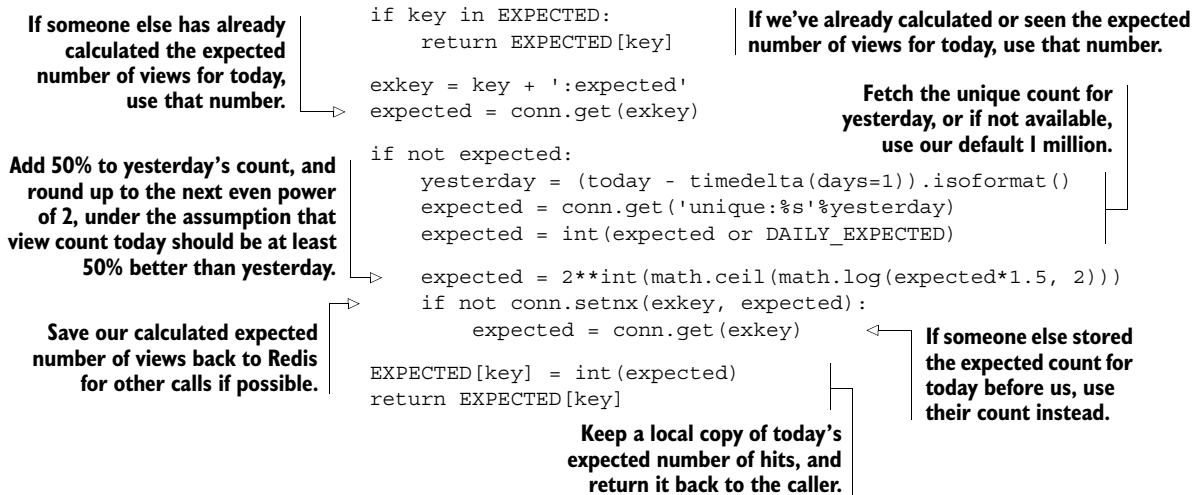 if key in EXPECTED:
    return EXPECTED[key]
If we've already calculated or seen the expected
number of views for today, use that number.
If someone else has already
calculated the expected
number of views for today,
use that number.
exkey = key + ':expected'
expected = conn.get(exkey)
Fetch the unique count for
yesterday, or if not available,
use our default 1 million.
if not expected:
    yesterday = (today - timedelta(days=1)).isoformat()
    expected = conn.get('unique:%s'%yesterday)
    expected = int(expected or DAILY_EXPECTED)
Add 50% to yesterday's count, and
round up to the next even power
of 2, under the assumption that
view count today should be at least
50% better than yesterday.
    expected = 2**int(math.ceil(math.log(expected*1.5, 2)))
    if not conn.setnx(exkey, expected):
        expected = conn.get(exkey)
Save our calculated expected
number of views back to Redis
for other calls if possible.
If someone else stored
the expected count for
today before us, use
their count instead.
EXPECTED[key] = int(expected)
return EXPECTED[key]
Keep a local copy of today's
expected number of hits, and
return it back to the caller.